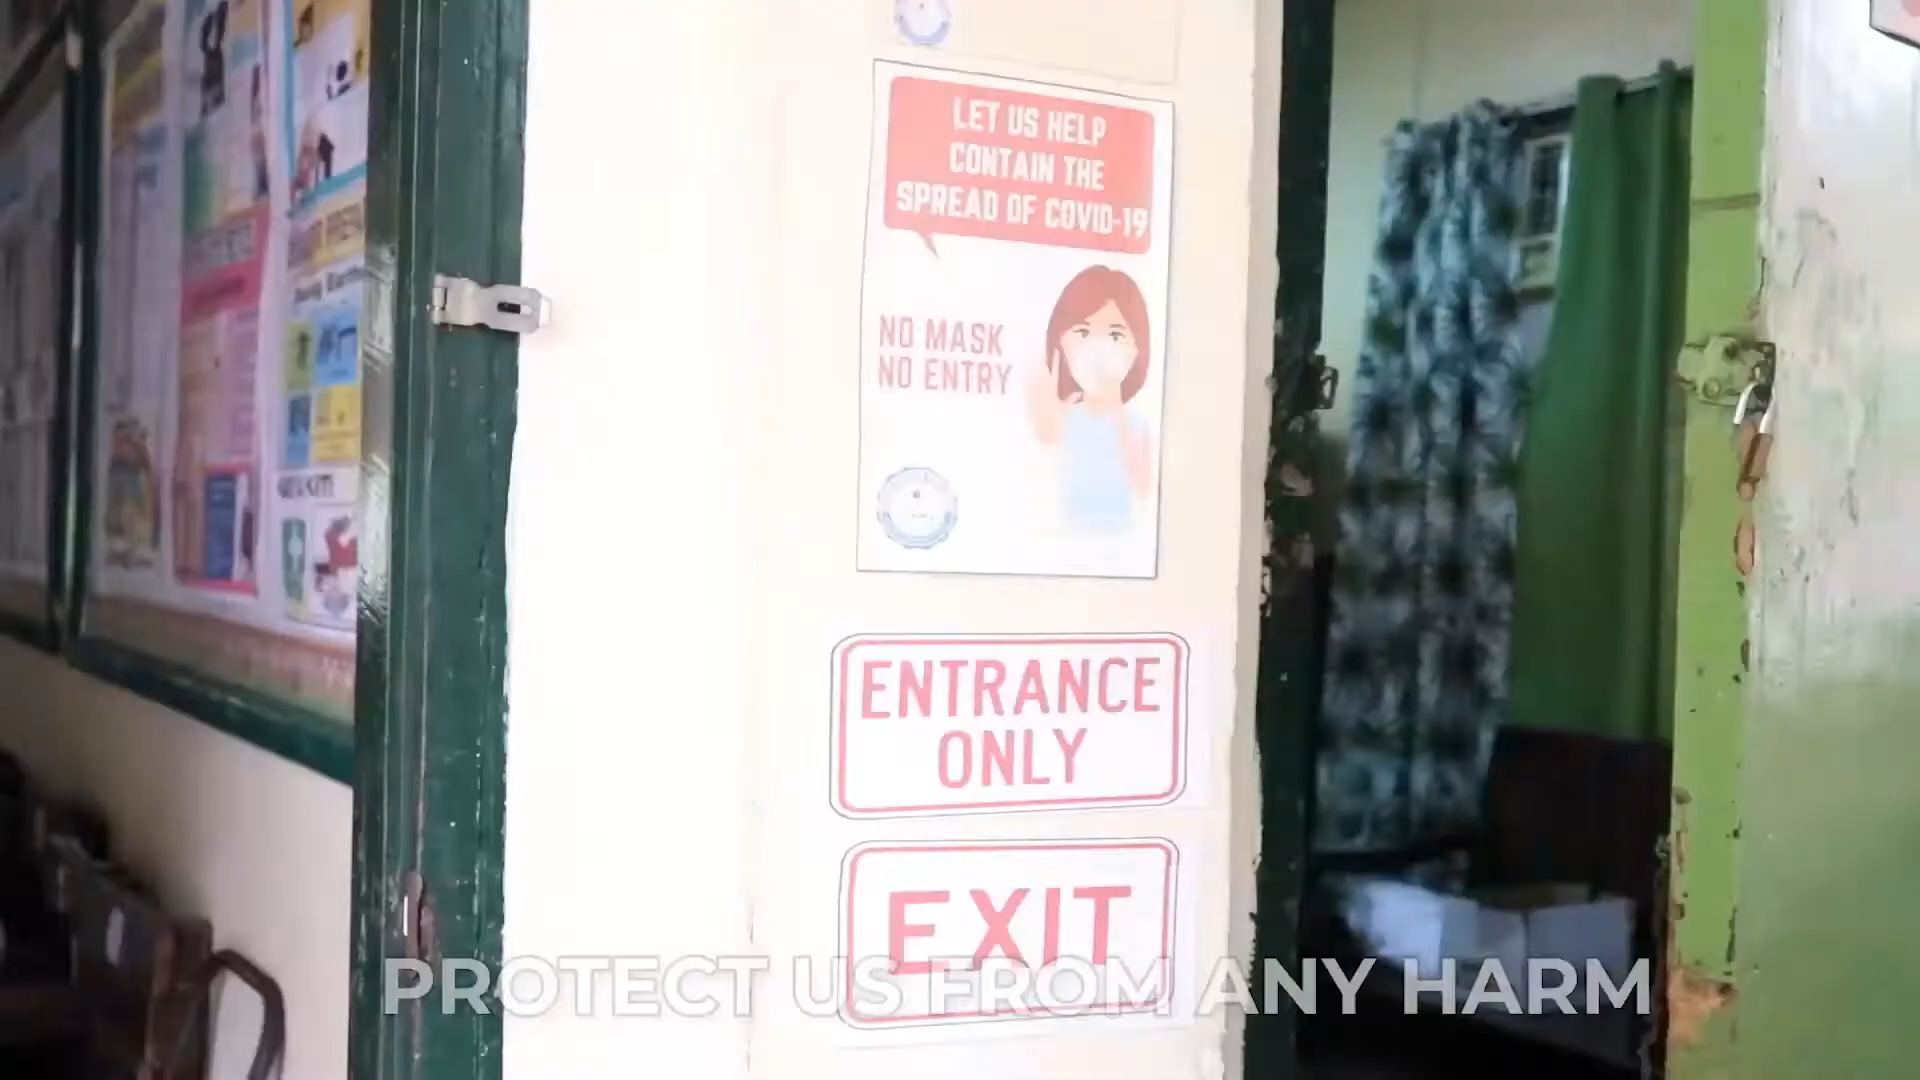 LET US HELP
CONTAIN THE
SPREAD OF COVID-19
NO MASK
NO ENTRY
ENTRANCE
ONLY
EXIT
PROTECT US FROM ANY HARM